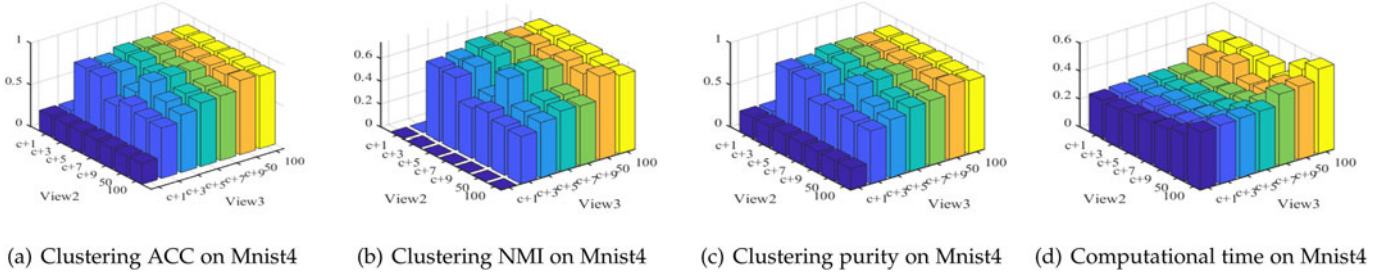 1
0.5
0
c+1
c+3
c+5
c+7
c+9
50
100
View2
c+1
c+3
c+5
c+7
c+9
50
100
View3
0.6
0.4
0.2
0
c+1
c+3
c+5
c+7
c+9
50
100
View2
c+1
c+3
c+5
c+7
c+9
50
100
View3
1
0.5
0
c+1
c+3
c+5
c+7
c+9
50
100
View2
c+1
c+3
c+5
c+7
c+9
50
100
View3
0.6
0.4
0.2
0
c+1
c+3
c+5
c+7
c+9
50
100
View2
c+1
c+3
c+5
c+7
c+9
50
100
View3
(a) Clustering ACC on Mnist4
(b) Clustering NMI on Mnist4
(c) Clustering purity on Mnist4
(d) Computational time on Mnist4